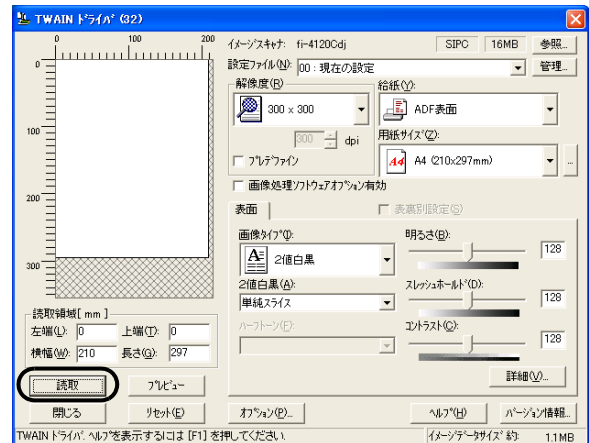 TWAIN ﾄﾞﾗｲﾊﾞ (32)
0 100 200
0
100
200
300
ｲﾒｰｼﾞｽｷｬﾅ: fi-4120Cdj SIPC 16MB 参照...
設定ﾌｧｲﾙ(N): 00 : 現在の設定 管理...
解像度(R)
300 x 300
300 dpi
ﾌﾟﾚﾃﾞﾌｧｲﾝ
給紙(Y):
ADF表面
用紙ｻｲｽﾞ(Z):
A4 A4 (210x297mm) ...
画像処理ｿﾌﾄｳｪｱｵﾌﾟｼｮﾝ有効
表面 表裏別設定(S)
画像ﾀｲﾌﾟ(I):
2値白黒
2値白黒(A):
単純ｽﾗｲｽ
ﾊｰﾌﾄｰﾝ(F):
明るさ(B):
128
ｽﾚｯｼｭﾎｰﾙﾄﾞ(D):
128
ｺﾝﾄﾗｽﾄ(C):
128
詳細(V)...
読取領域[ mm ]
左端(L): 0 上端(T): 0
横幅(W): 210 長さ(G): 297
読取 ﾌﾟﾚﾋﾞｭｰ
閉じる ﾘｾｯﾄ(E) ｵﾌﾟｼｮﾝ(P)... ﾍﾙﾌﾟ(H) ﾊﾞｰｼﾞｮﾝ情報...
TWAIN ﾄﾞﾗｲﾊﾞ ﾍﾙﾌﾟを表示するには [F1] を押してください. ｲﾒｰｼﾞﾃﾞｰﾀｻｲｽﾞ 約: 1.1MB